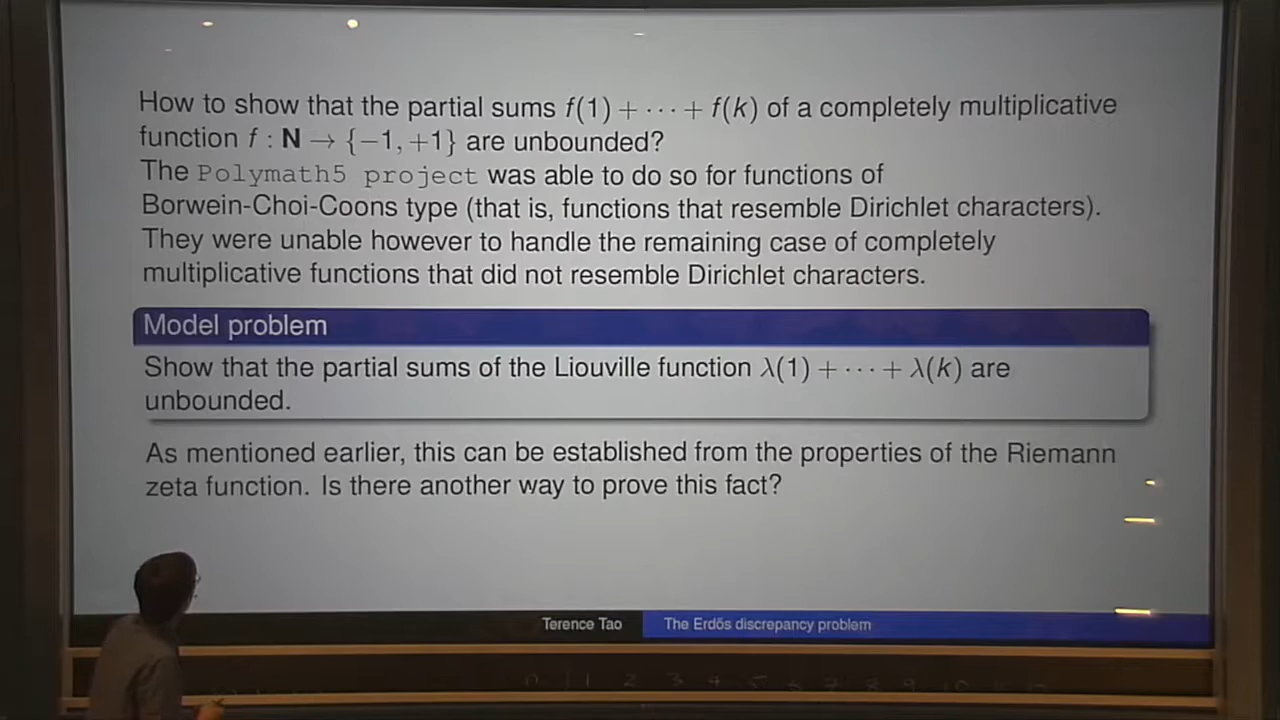 How to show that the partial sums f(1) + ··· + f(k) of a completely multiplicative
function f : N → {−1, +1} are unbounded?
The Polymath5 project was able to do so for functions of
Borwein-Choi-Coons type (that is, functions that resemble Dirichlet characters).
They were unable however to handle the remaining case of completely
multiplicative functions that did not resemble Dirichlet characters.
Model problem
Show that the partial sums of the Liouville function λ(1) + ··· + λ(k) are
unbounded.
As mentioned earlier, this can be established from the properties of the Riemann
zeta function. Is there another way to prove this fact?
Terence Tao The Erdős discrepancy problem